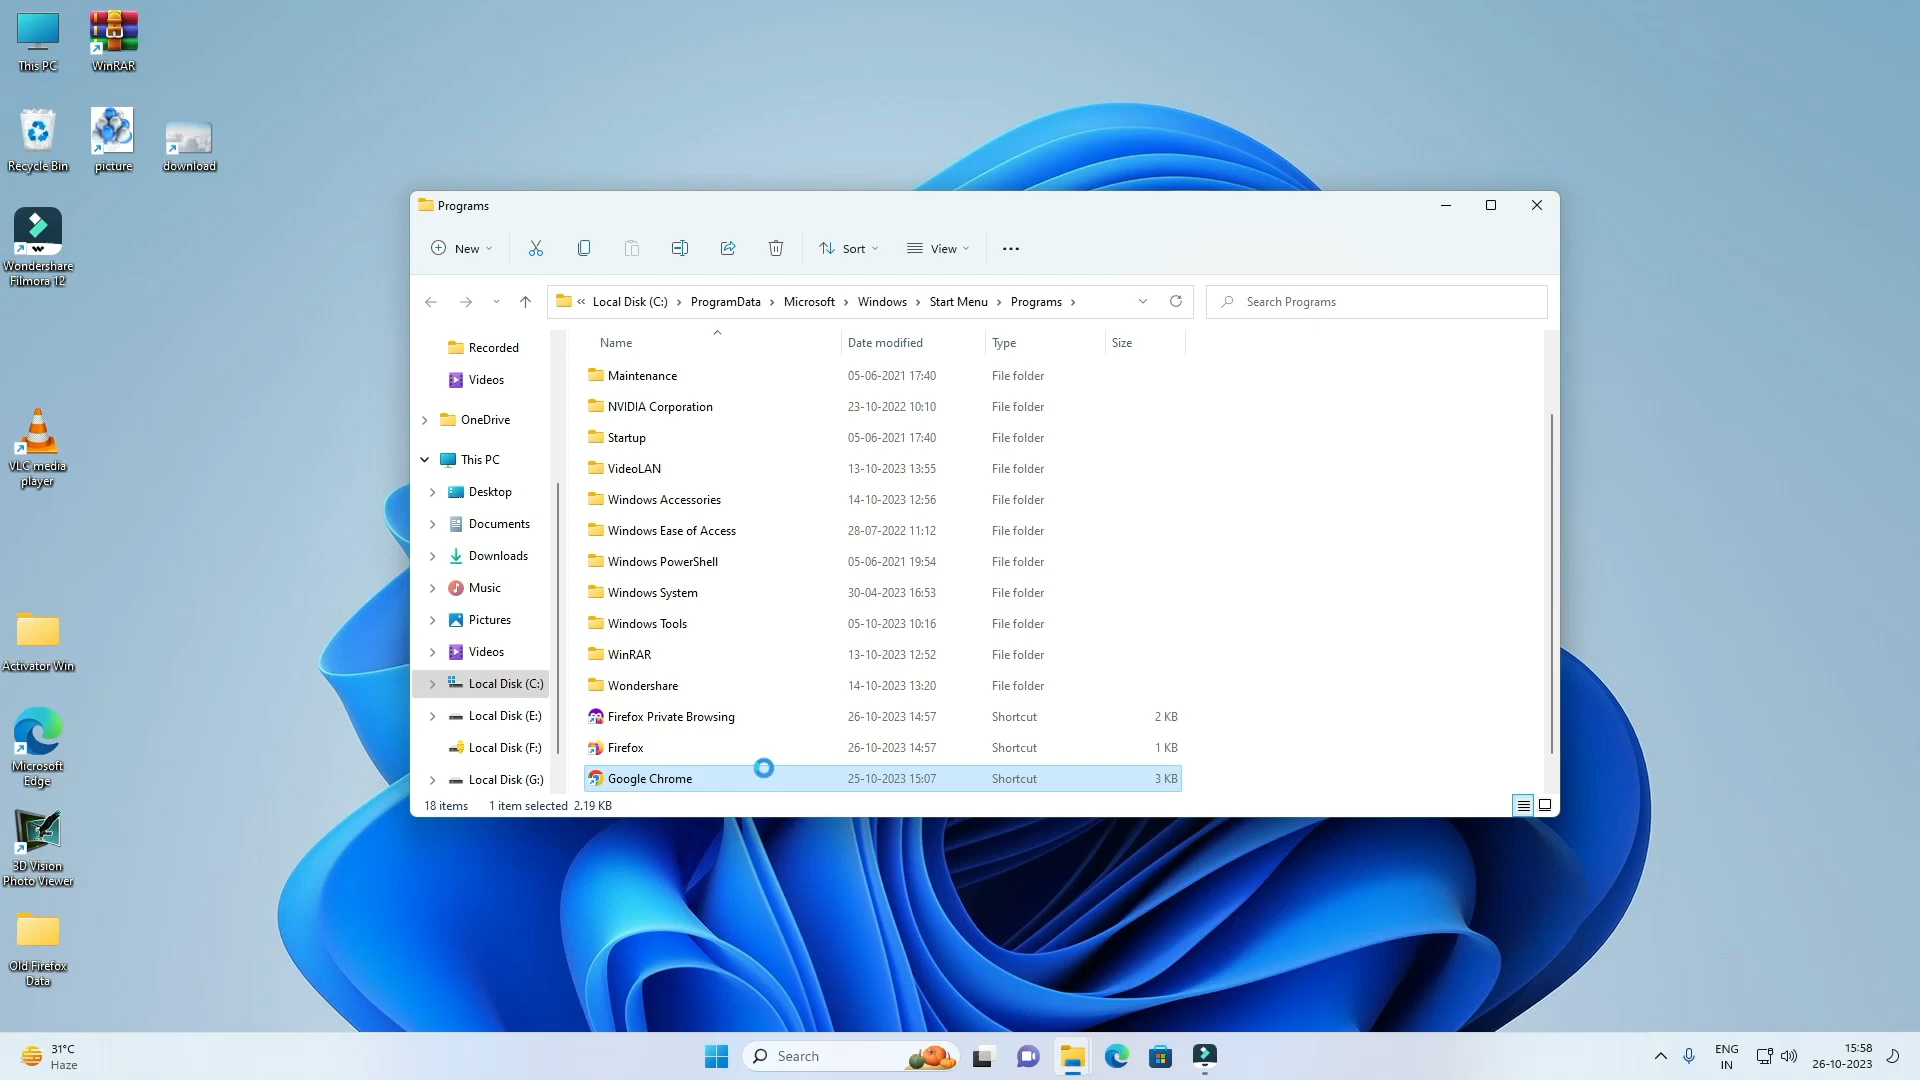 This PC
WinRAR
Recycle Bin
picture
download
Wondershare
Filmora 12
VLC media
player
Activator Win
Microsoft
Edge
3D Vision
Photo Viewer
Old Firefox
Data
Programs
New
Sort
View
« Local Disk (C:) › ProgramData › Microsoft › Windows › Start Menu › Programs ›
Search Programs
Recorded
Videos
OneDrive
This PC
Desktop
Documents
Downloads
Music
Pictures
Videos
Local Disk (C:)
Local Disk (E:)
Local Disk (F:)
Local Disk (G:)
Name Date modified Type Size
Maintenance 05-06-2021 17:40 File folder
NVIDIA Corporation 23-10-2022 10:10 File folder
Startup 05-06-2021 17:40 File folder
VideoLAN 13-10-2023 13:55 File folder
Windows Accessories 14-10-2023 12:56 File folder
Windows Ease of Access 28-07-2022 11:12 File folder
Windows PowerShell 05-06-2021 19:54 File folder
Windows System 30-04-2023 16:53 File folder
Windows Tools 05-10-2023 10:16 File folder
WinRAR 13-10-2023 12:52 File folder
Wondershare 14-10-2023 13:20 File folder
Firefox Private Browsing 26-10-2023 14:57 Shortcut 2 KB
Firefox 26-10-2023 14:57 Shortcut 1 KB
Google Chrome 25-10-2023 15:07 Shortcut 3 KB
18 items 1 item selected 2.19 KB
31°C
Haze
Search
ENG
IN
15:58
26-10-2023